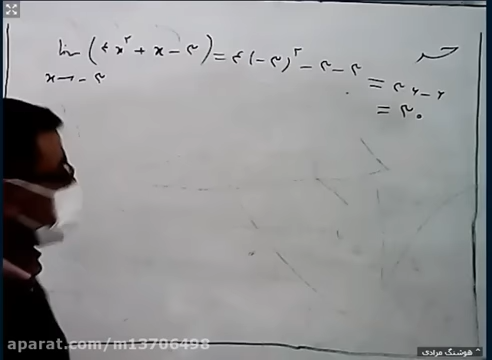 حد
lim (۴x² + x - ۳) = ۴(-۳)² - ۳ - ۳ = ۳۶ - ۶
x → -۳
= ۳۰
aparat.com/m13706498
هوشنگ مرادی